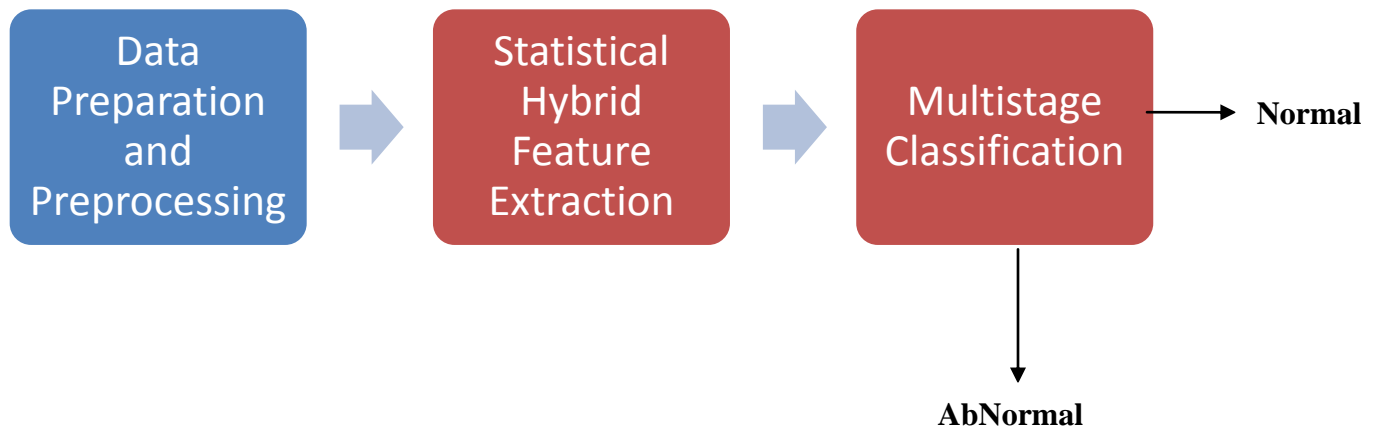 Data
Preparation
and
Preprocessing
Statistical
Hybrid
Feature
Extraction
Multistage
Classification
Normal
AbNormal